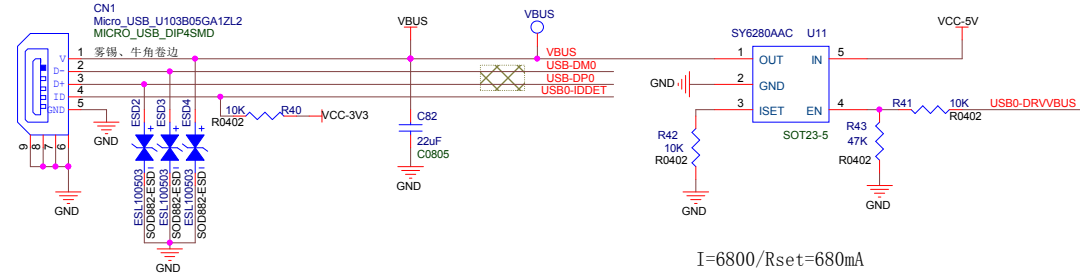 CN1
Micro_USB_U103B05GA1ZL2
MICRO_USB_DIP4SMD
雾锡、牛角卷边
V 1
D- 2
D+ 3
ID 4
GND 5
9
8
7
6
GND
GND
VBUS
USB-DM0
USB-DP0
USB0-IDDET
10K
R40
R0402
VCC-3V3
ESD2
ESD3
ESD4
+
+
+
ESL100503
SOD882-ESD
ESL100503
SOD882-ESD
ESL100503
SOD882-ESD
GND
VBUS
C82
22uF
C0805
GND
VBUS
SY6280AAC U11
1 OUT
2 GND
3 ISET
IN 5
EN 4
SOT23-5
GND
VCC-5V
R42
10K
R0402
GND
R41
10K
R0402
USB0-DRVVBUS
R43
47K
R0402
GND
I=6800/Rset=680mA